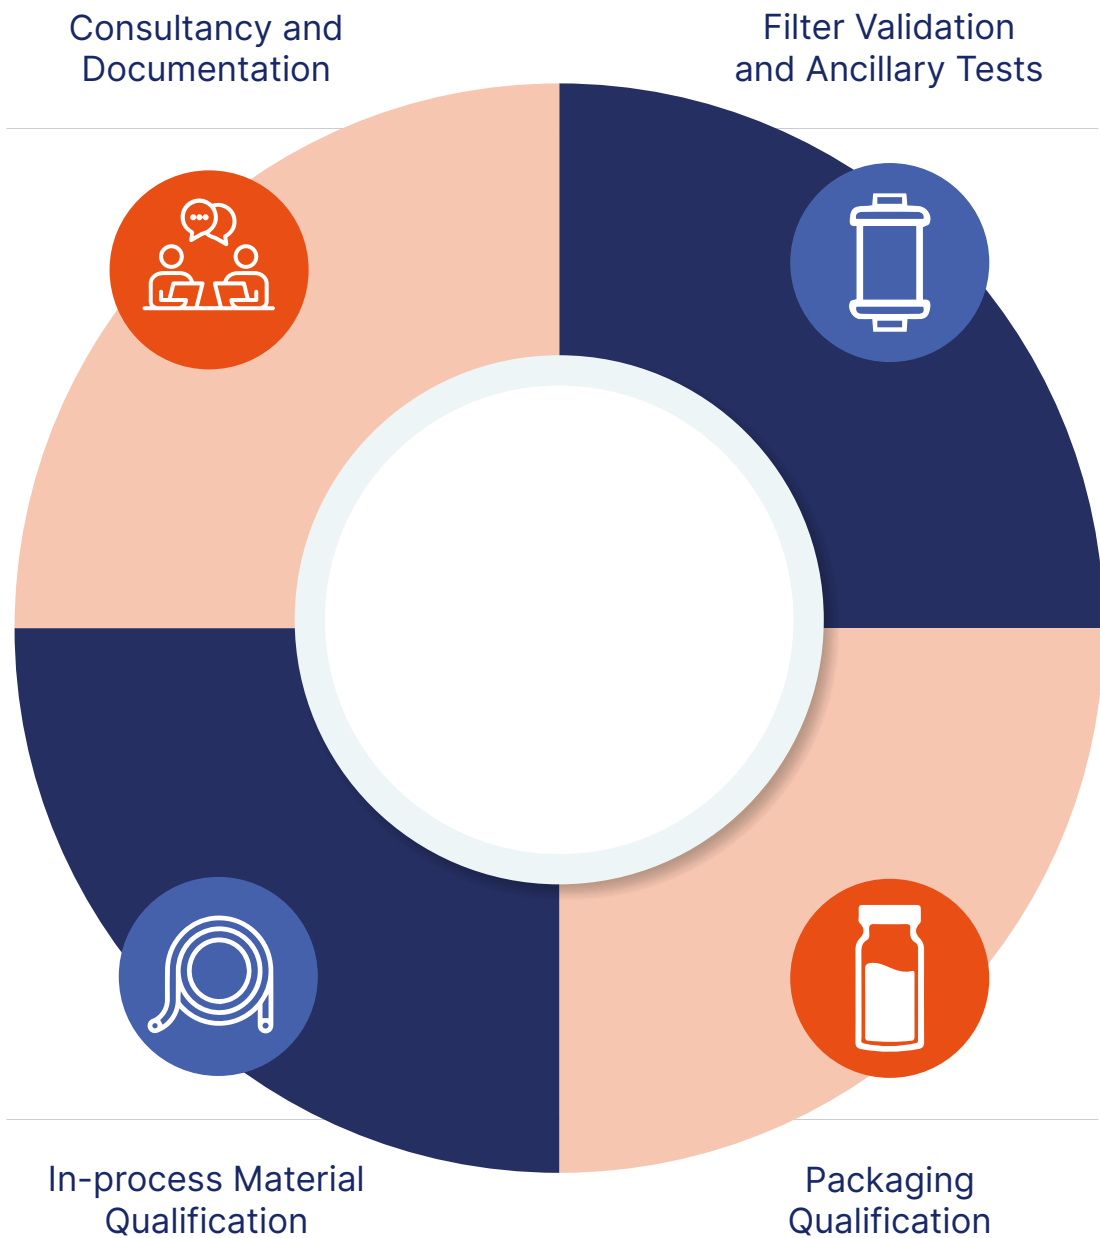 Consultancy and
Documentation
Filter Validation
and Ancillary Tests
In-process Material
Qualification
Packaging
Qualification